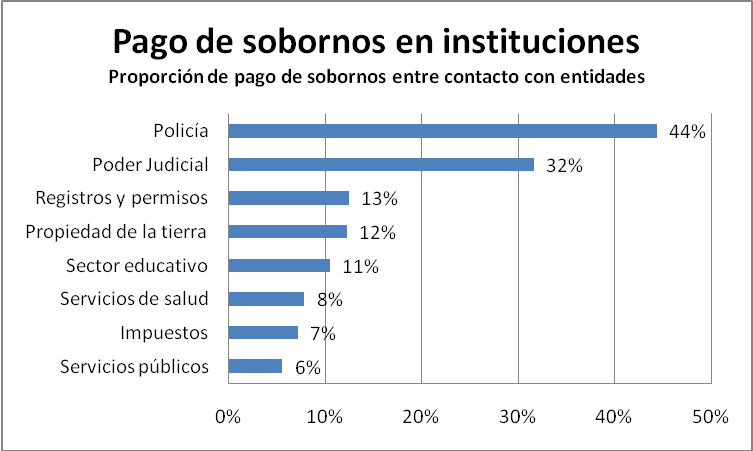 Pago de sobornos en instituciones
Proporción de pago de sobornos entre contacto con entidades
Policía 44%
Poder Judicial 32%
Registros y permisos 13%
Propiedad de la tierra 12%
Sector educativo 11%
Servicios de salud 8%
Impuestos 7%
Servicios públicos 6%
0% 10% 20% 30% 40% 50%